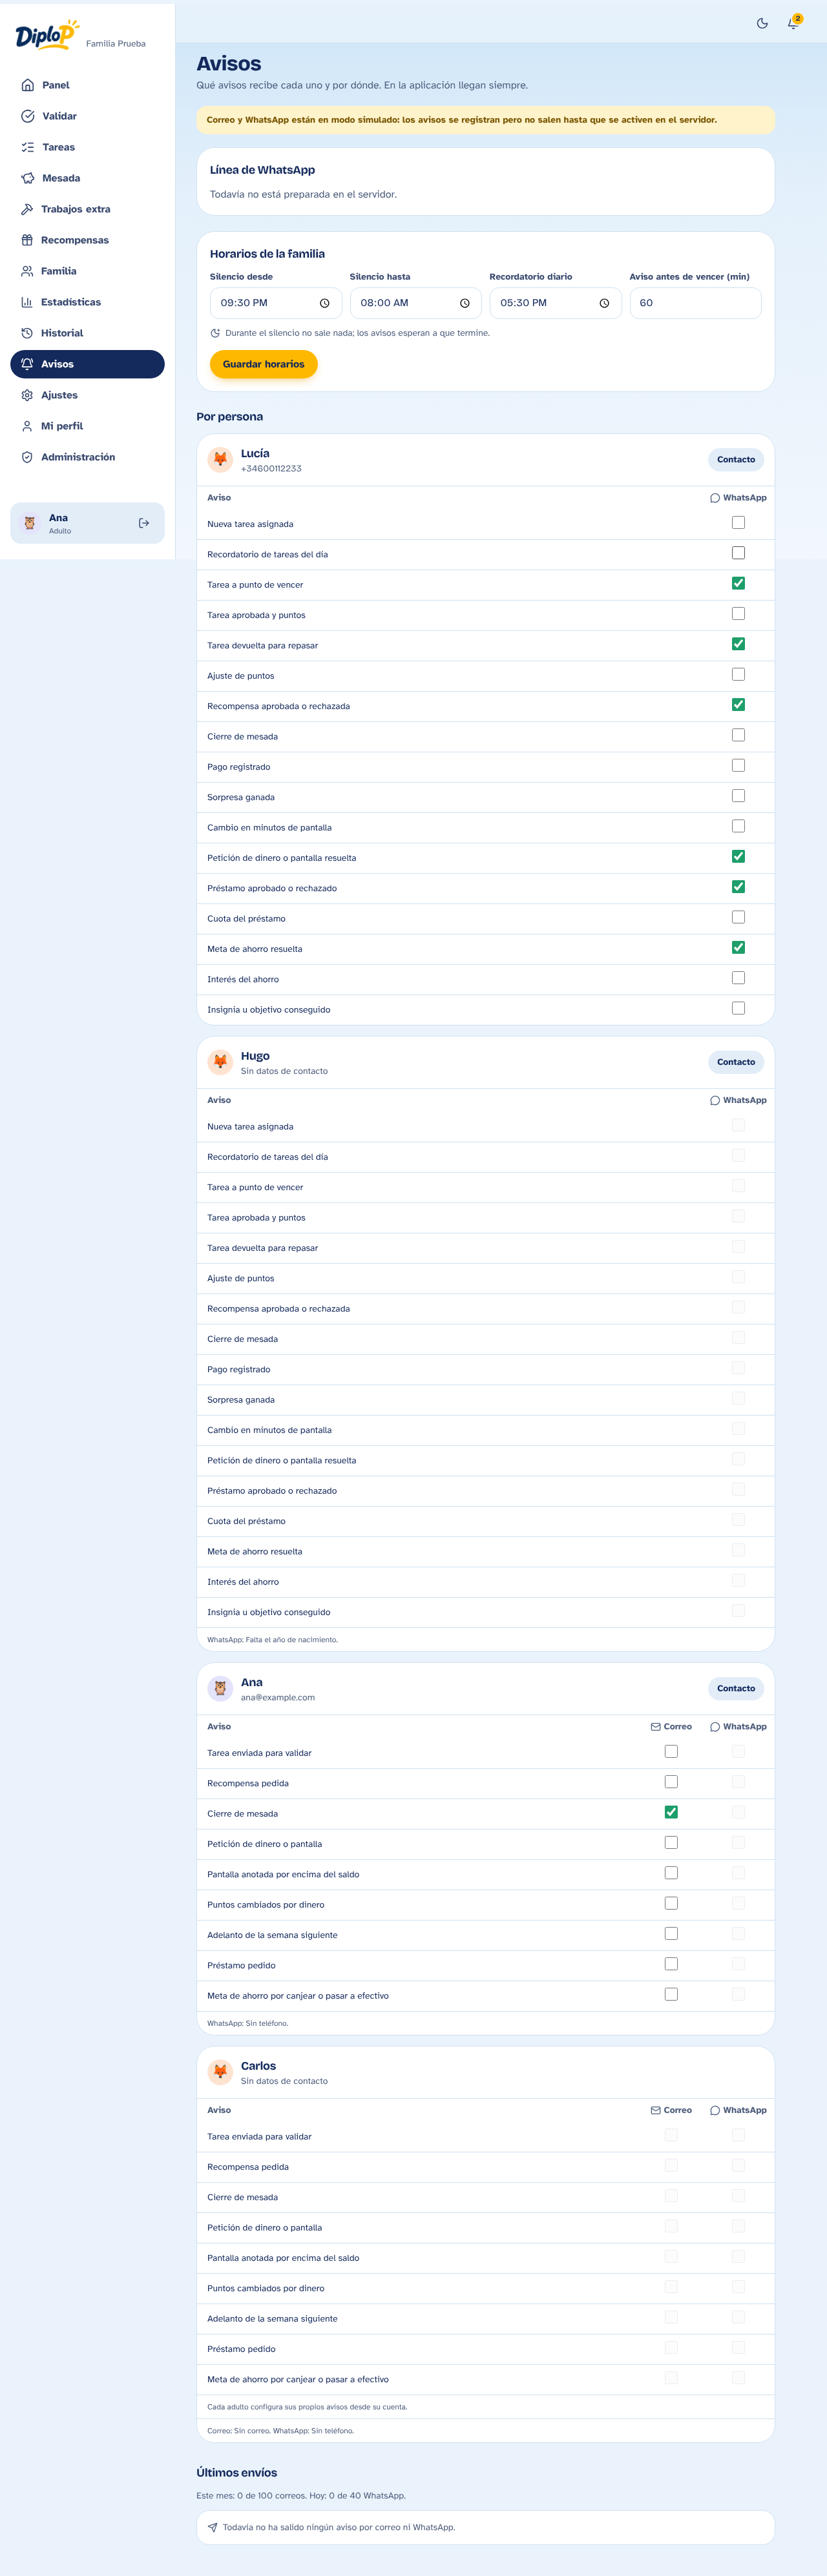 DiploP
Familia Prueba
2
Panel
Validar
Tareas
Mesada
Trabajos extra
Recompensas
Familia
Estadísticas
Historial
Avisos
Ajustes
Mi perfil
Administración
Ana
Adulto
Avisos
Qué avisos recibe cada uno y por dónde. En la aplicación llegan siempre.
Correo y WhatsApp están en modo simulado: los avisos se registran pero no salen hasta que se activen en el servidor.
Línea de WhatsApp
Todavía no está preparada en el servidor.
Horarios de la familia
Silencio desde Silencio hasta Recordatorio diario Aviso antes de vencer (min)
09:30 PM 08:00 AM 05:30 PM 60
Durante el silencio no sale nada; los avisos esperan a que termine.
Guardar horarios
Por persona
Lucía
+34600112233
Contacto
Aviso WhatsApp
Nueva tarea asignada
Recordatorio de tareas del día
Tarea a punto de vencer
Tarea aprobada y puntos
Tarea devuelta para repasar
Ajuste de puntos
Recompensa aprobada o rechazada
Cierre de mesada
Pago registrado
Sorpresa ganada
Cambio en minutos de pantalla
Petición de dinero o pantalla resuelta
Préstamo aprobado o rechazado
Cuota del préstamo
Meta de ahorro resuelta
Interés del ahorro
Insignia u objetivo conseguido
Hugo
Sin datos de contacto
Contacto
Aviso WhatsApp
Nueva tarea asignada
Recordatorio de tareas del día
Tarea a punto de vencer
Tarea aprobada y puntos
Tarea devuelta para repasar
Ajuste de puntos
Recompensa aprobada o rechazada
Cierre de mesada
Pago registrado
Sorpresa ganada
Cambio en minutos de pantalla
Petición de dinero o pantalla resuelta
Préstamo aprobado o rechazado
Cuota del préstamo
Meta de ahorro resuelta
Interés del ahorro
Insignia u objetivo conseguido
WhatsApp: Falta el año de nacimiento.
Ana
ana@example.com
Contacto
Aviso Correo WhatsApp
Tarea enviada para validar
Recompensa pedida
Cierre de mesada
Petición de dinero o pantalla
Pantalla anotada por encima del saldo
Puntos cambiados por dinero
Adelanto de la semana siguiente
Préstamo pedido
Meta de ahorro por canjear o pasar a efectivo
WhatsApp: Sin teléfono.
Carlos
Sin datos de contacto
Aviso Correo WhatsApp
Tarea enviada para validar
Recompensa pedida
Cierre de mesada
Petición de dinero o pantalla
Pantalla anotada por encima del saldo
Puntos cambiados por dinero
Adelanto de la semana siguiente
Préstamo pedido
Meta de ahorro por canjear o pasar a efectivo
Cada adulto configura sus propios avisos desde su cuenta.
Correo: Sin correo. WhatsApp: Sin teléfono.
Últimos envíos
Este mes: 0 de 100 correos. Hoy: 0 de 40 WhatsApp.
Todavía no ha salido ningún aviso por correo ni WhatsApp.